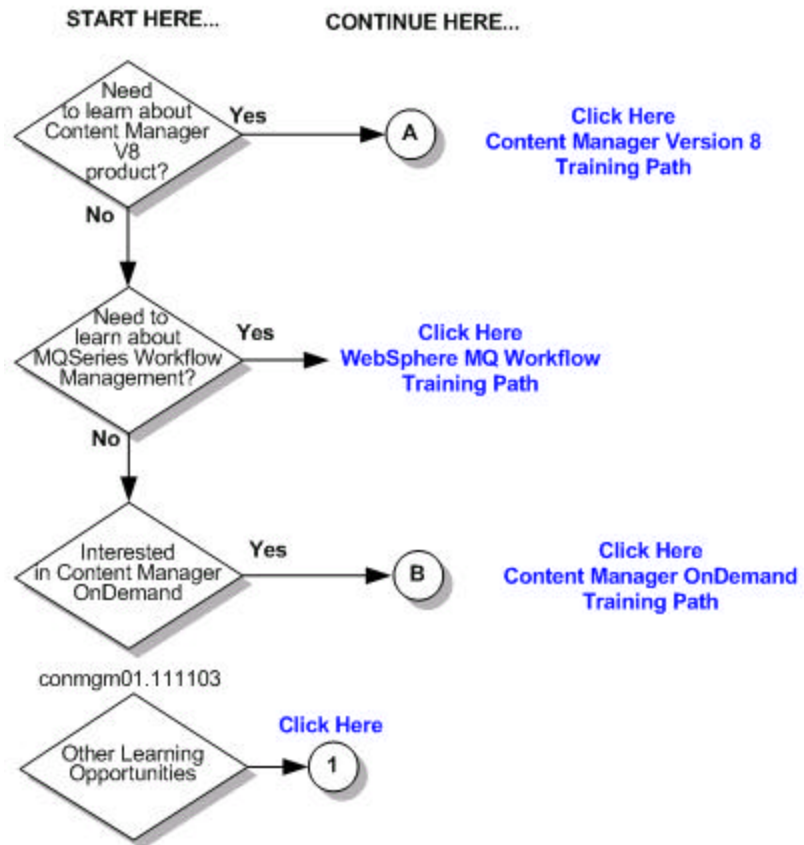 START HERE...
CONTINUE HERE...
Need
to learn about
Content Manager
V8
product?
Yes
A
Click Here
Content Manager Version 8
Training Path
No
Need to
learn about
MQSeries Workflow
Management?
Yes
Click Here
WebSphere MQ Workflow
Training Path
No
Interested
in Content Manager
OnDemand
Yes
B
Click Here
Content Manager OnDemand
Training Path
conmgm01.111103
Other Learning
Opportunities
Click Here
1